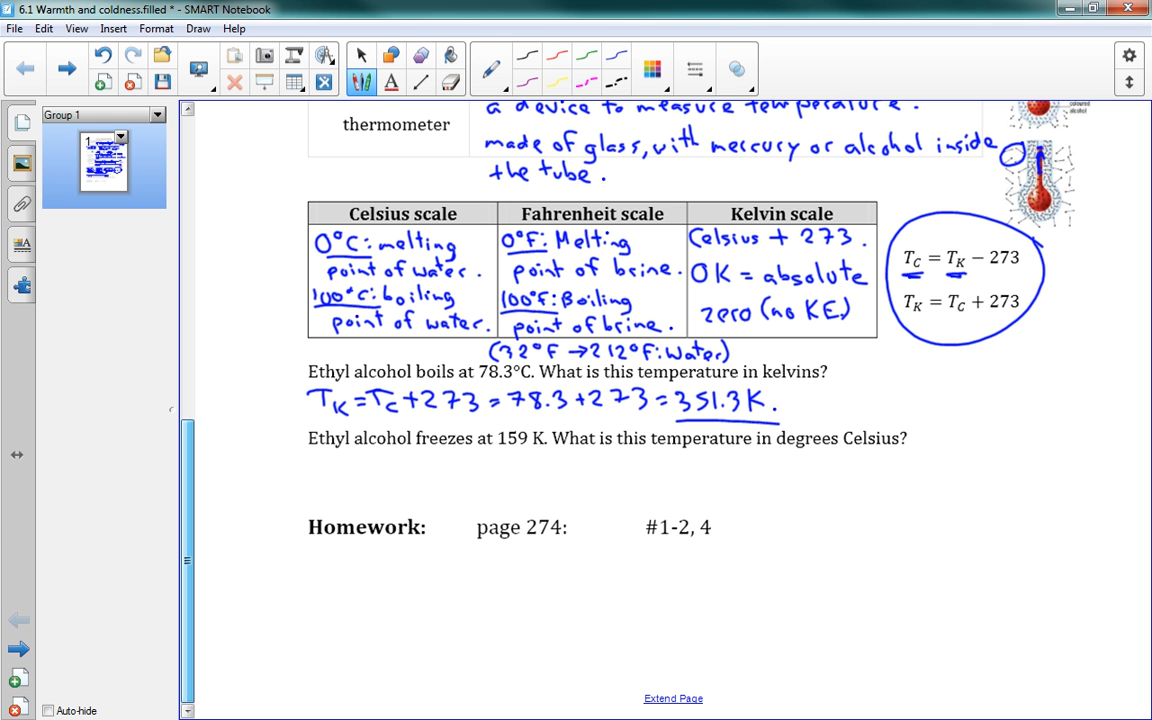 6.1 Warmth and coldness.filled * - SMART Notebook
File Edit View Insert Format Draw Help
Group 1
1
a device to measure temperature.
thermometer
made of glass, with mercury or alcohol inside
the tube.
coloured
alcohol
Celsius scale Fahrenheit scale Kelvin scale
0°C: melting
point of water.
100°C: boiling
point of water.
0°F: Melting
point of brine.
100°F: Boiling
point of brine.
(32°F → 212°F: Water)
Celsius + 273.
0K = absolute
zero (no KE)
T_C = T_K − 273
T_K = T_C + 273
Ethyl alcohol boils at 78.3°C. What is this temperature in kelvins?
T_K = T_C + 273 = 78.3 + 273 = 351.3 K.
Ethyl alcohol freezes at 159 K. What is this temperature in degrees Celsius?
Homework: page 274: #1-2, 4
Extend Page
Auto-hide